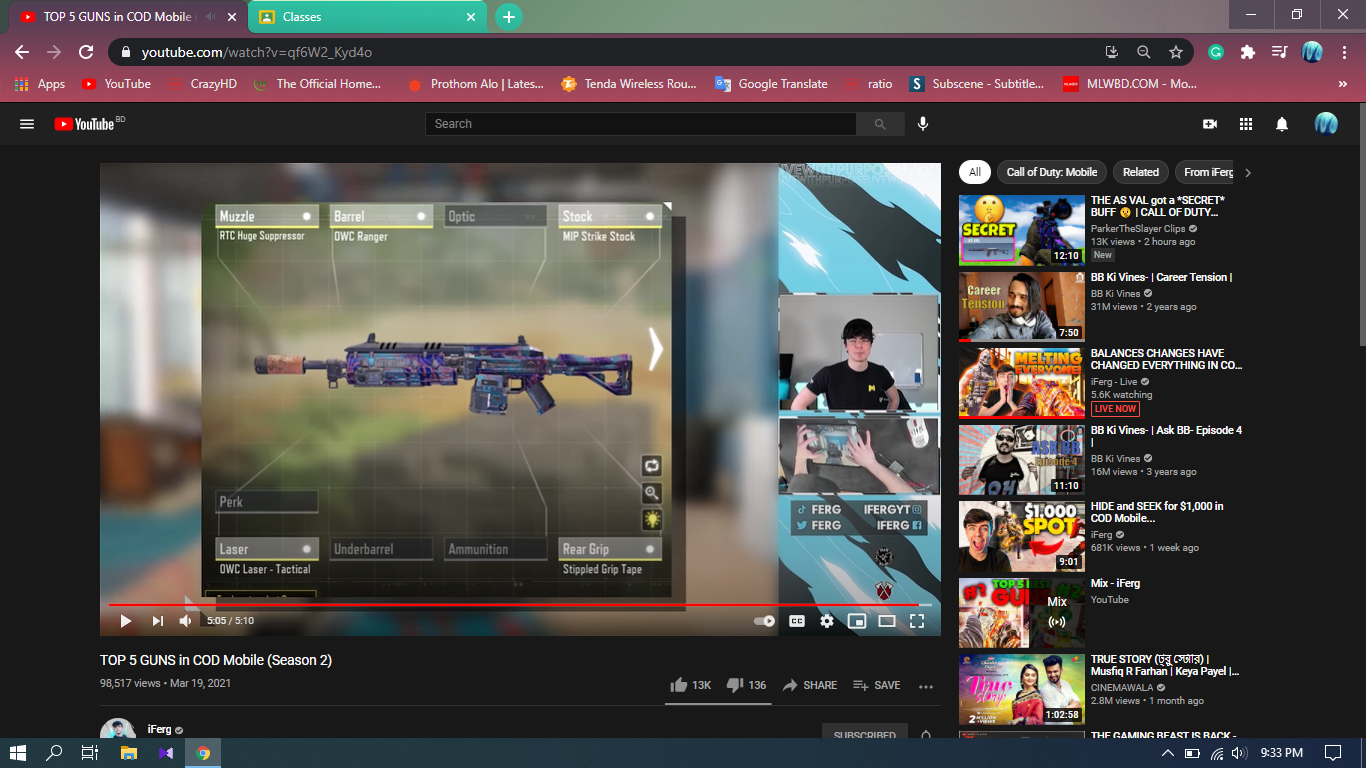 TOP 5 GUNS in COD Mobile
Classes
youtube.com/watch?v=qf6W2_Kyd4o
Apps
YouTube
CrazyHD
The Official Home...
Prothom Alo | Lates...
Tenda Wireless Rou...
Google Translate
ratio
Subscene - Subtitle...
MLWBD.COM - Mo...
»
YouTube BD
Search
Muzzle
Barrel
Optic
Stock
RTC Huge Suppressor
OWC Ranger
MIP Strike Stock
Perk
Laser
Underbarrel
Ammunition
Rear Grip
OWC Laser - Tactical
Stippled Grip Tape
FERG
IFERGYT
FERG
IFERG
5:05 / 5:10
CC
TOP 5 GUNS in COD Mobile (Season 2)
98,517 views • Mar 19, 2021
13K
136
SHARE
SAVE
iFerg
SUBSCRIBED
All
Call of Duty: Mobile
Related
From iFerg
SECRET
12:10
THE AS VAL got a *SECRET*
BUFF 🤫 | CALL OF DUTY...
ParkerTheSlayer Clips
13K views • 2 hours ago
New
Career
Tension
7:50
BB Ki Vines- | Career Tension |
BB Ki Vines
31M views • 2 years ago
MELTING
EVERYONE!
BALANCES CHANGES HAVE
CHANGED EVERYTHING IN CO...
iFerg - Live
5.6K watching
LIVE NOW
ASK BB
Episode 4
11:10
BB Ki Vines- | Ask BB- Episode 4
|
BB Ki Vines
16M views • 3 years ago
$1,000
SPOT
9:01
HIDE and SEEK for $1,000 in
COD Mobile...
iFerg
681K views • 1 week ago
#1
TOP 5 BEST
GUNS
#2
Mix
Mix - iFerg
YouTube
True
Story
2 MILLION
1:02:58
TRUE STORY (ট্রু স্টোরি) |
Musfiq R Farhan | Keya Payel |...
CINEMAWALA
2.8M views • 1 month ago
THE GAMING BEAST IS BACK -
9:33 PM